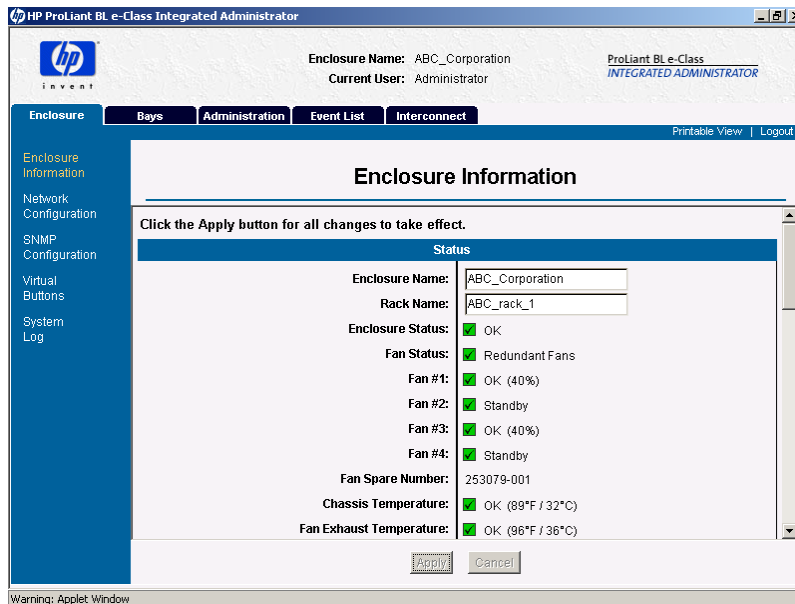 HP ProLiant BL e-Class Integrated Administrator
hp
invent
Enclosure Name: ABC_Corporation
Current User: Administrator
ProLiant BL e-Class
INTEGRATED ADMINISTRATOR
Enclosure Bays Administration Event List Interconnect
Printable View | Logout
Enclosure
Information
Network
Configuration
SNMP
Configuration
Virtual
Buttons
System
Log
Enclosure Information
Click the Apply button for all changes to take effect.
Status
Enclosure Name: ABC_Corporation
Rack Name: ABC_rack_1
Enclosure Status: OK
Fan Status: Redundant Fans
Fan #1: OK (40%)
Fan #2: Standby
Fan #3: OK (40%)
Fan #4: Standby
Fan Spare Number: 253079-001
Chassis Temperature: OK (89°F / 32°C)
Fan Exhaust Temperature: OK (96°F / 36°C)
Apply Cancel
Warning: Applet Window